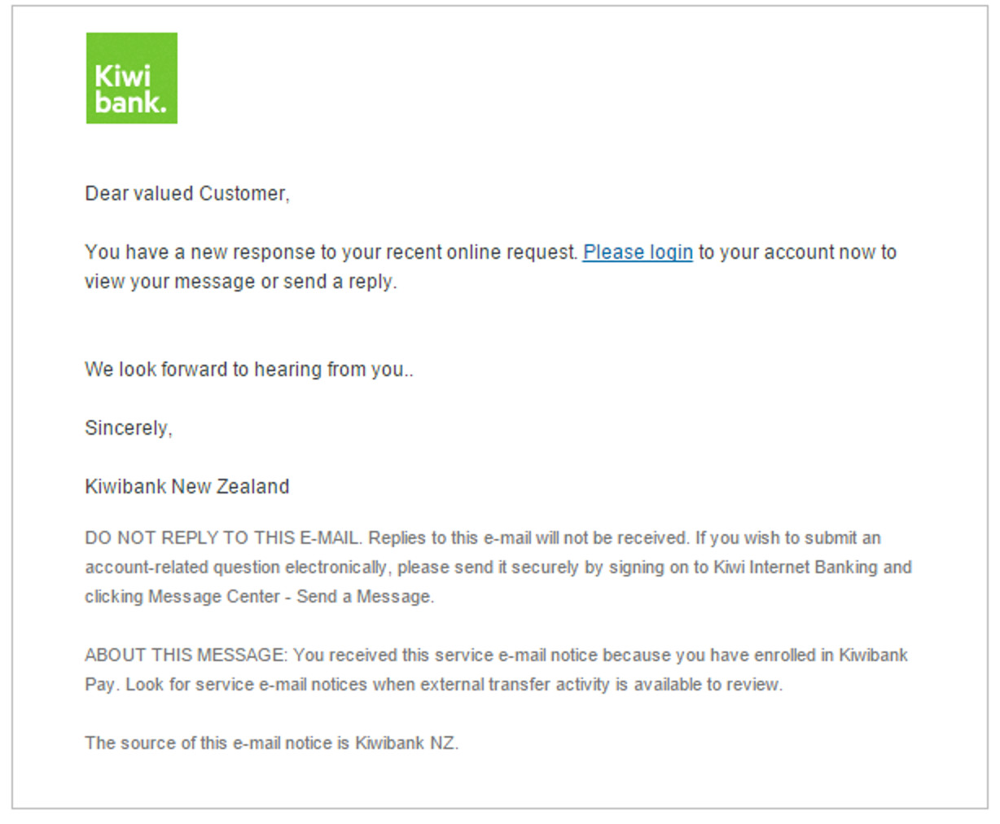 Kiwi
bank.
Dear valued Customer,
You have a new response to your recent online request. Please login to your account now to
view your message or send a reply.
We look forward to hearing from you..
Sincerely,
Kiwibank New Zealand
DO NOT REPLY TO THIS E-MAIL. Replies to this e-mail will not be received. If you wish to submit an
account-related question electronically, please send it securely by signing on to Kiwi Internet Banking and
clicking Message Center - Send a Message.
ABOUT THIS MESSAGE: You received this service e-mail notice because you have enrolled in Kiwibank
Pay. Look for service e-mail notices when external transfer activity is available to review.
The source of this e-mail notice is Kiwibank NZ.